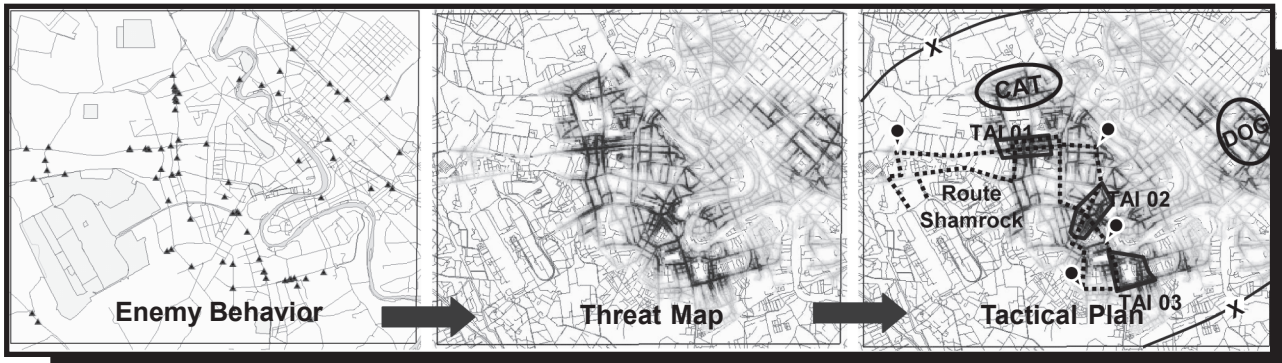 CAT
DOG
TAI 01
Route
Shamrock
TAI 02
TAI 03
X
X
Enemy Behavior
Threat Map
Tactical Plan